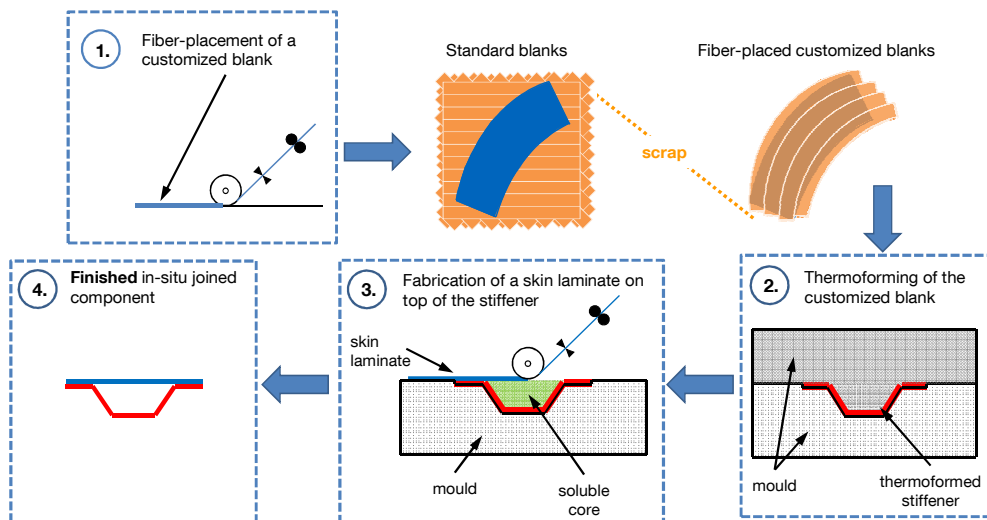 1.
Fiber-placement of a
customized blank
Standard blanks
Fiber-placed customized blanks
scrap
2.
Thermoforming of the
customized blank
mould
thermoformed
stiffener
3.
Fabrication of a skin laminate on
top of the stiffener
skin
laminate
mould
soluble
core
4.
Finished in-situ joined
component